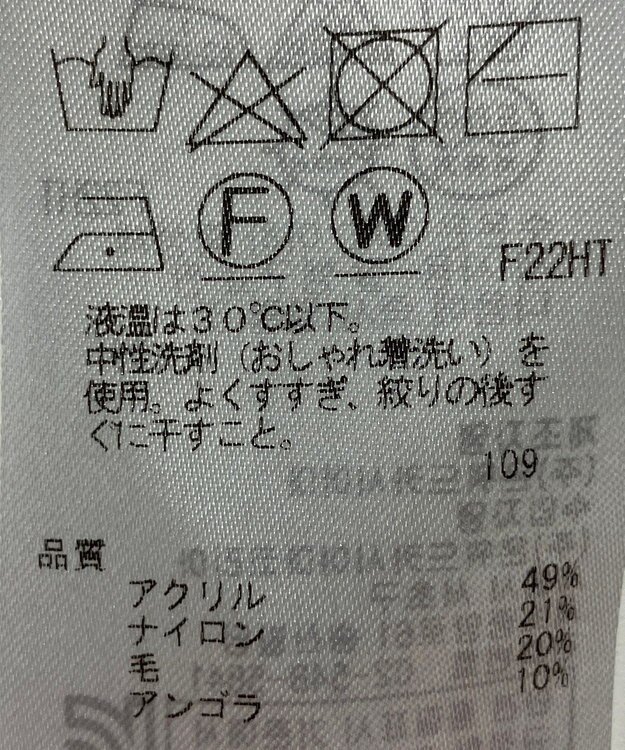 F W
F22HT
液温は30℃以下。
中性洗剤（おしゃれ着洗い）を
使用。よくすすぎ、絞りの後す
ぐに干すこと。
109
品質
アクリル 49%
ナイロン 21%
毛 20%
アンゴラ 10%